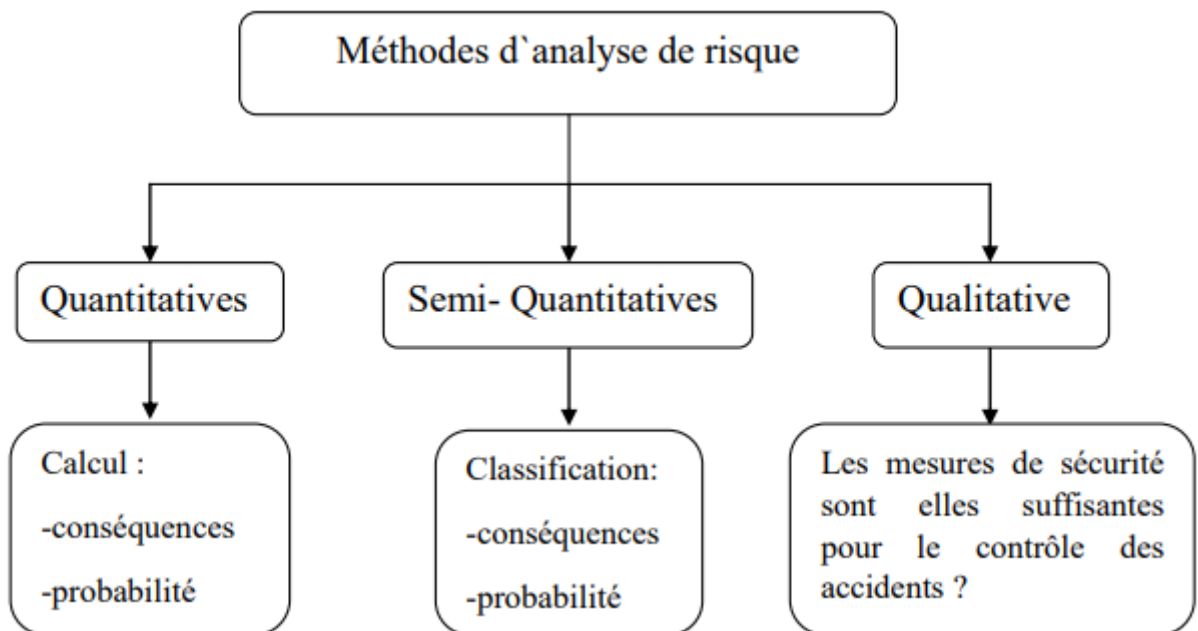 Méthodes d`analyse de risque
Quantitatives
Semi- Quantitatives
Qualitative
Calcul :
-conséquences
-probabilité
Classification:
-conséquences
-probabilité
Les mesures de sécurité
sont elles suffisantes
pour le contrôle des
accidents ?